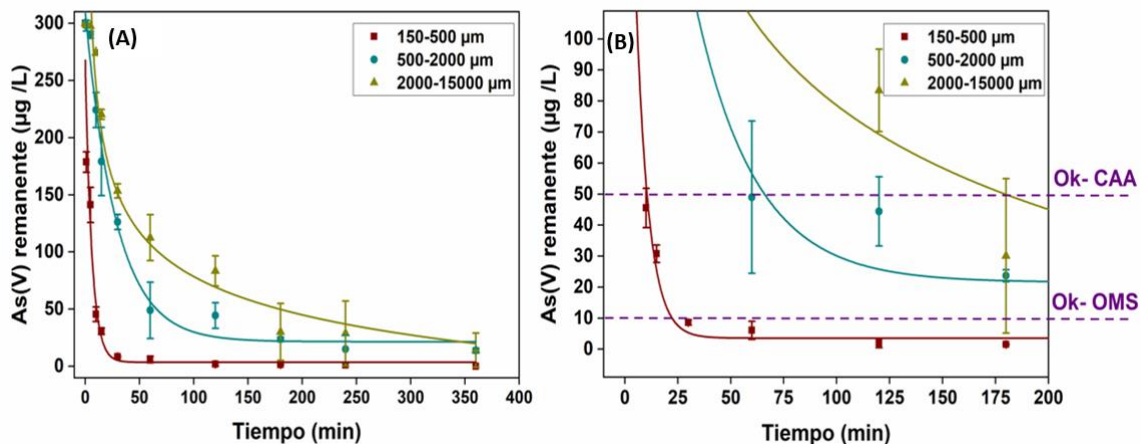 (A)
150-500 µm
500-2000 µm
2000-15000 µm
As(V) remanente (µg /L)
300
250
200
150
100
50
0
0 50 100 150 200 250 300 350 400
Tiempo (min)
(B)
150-500 µm
500-2000 µm
2000-15000 µm
As(V) remanente (µg /L)
100
90
80
70
60
50
40
30
20
10
0
0 25 50 75 100 125 150 175 200
Tiempo (min)
Ok- CAA
Ok- OMS